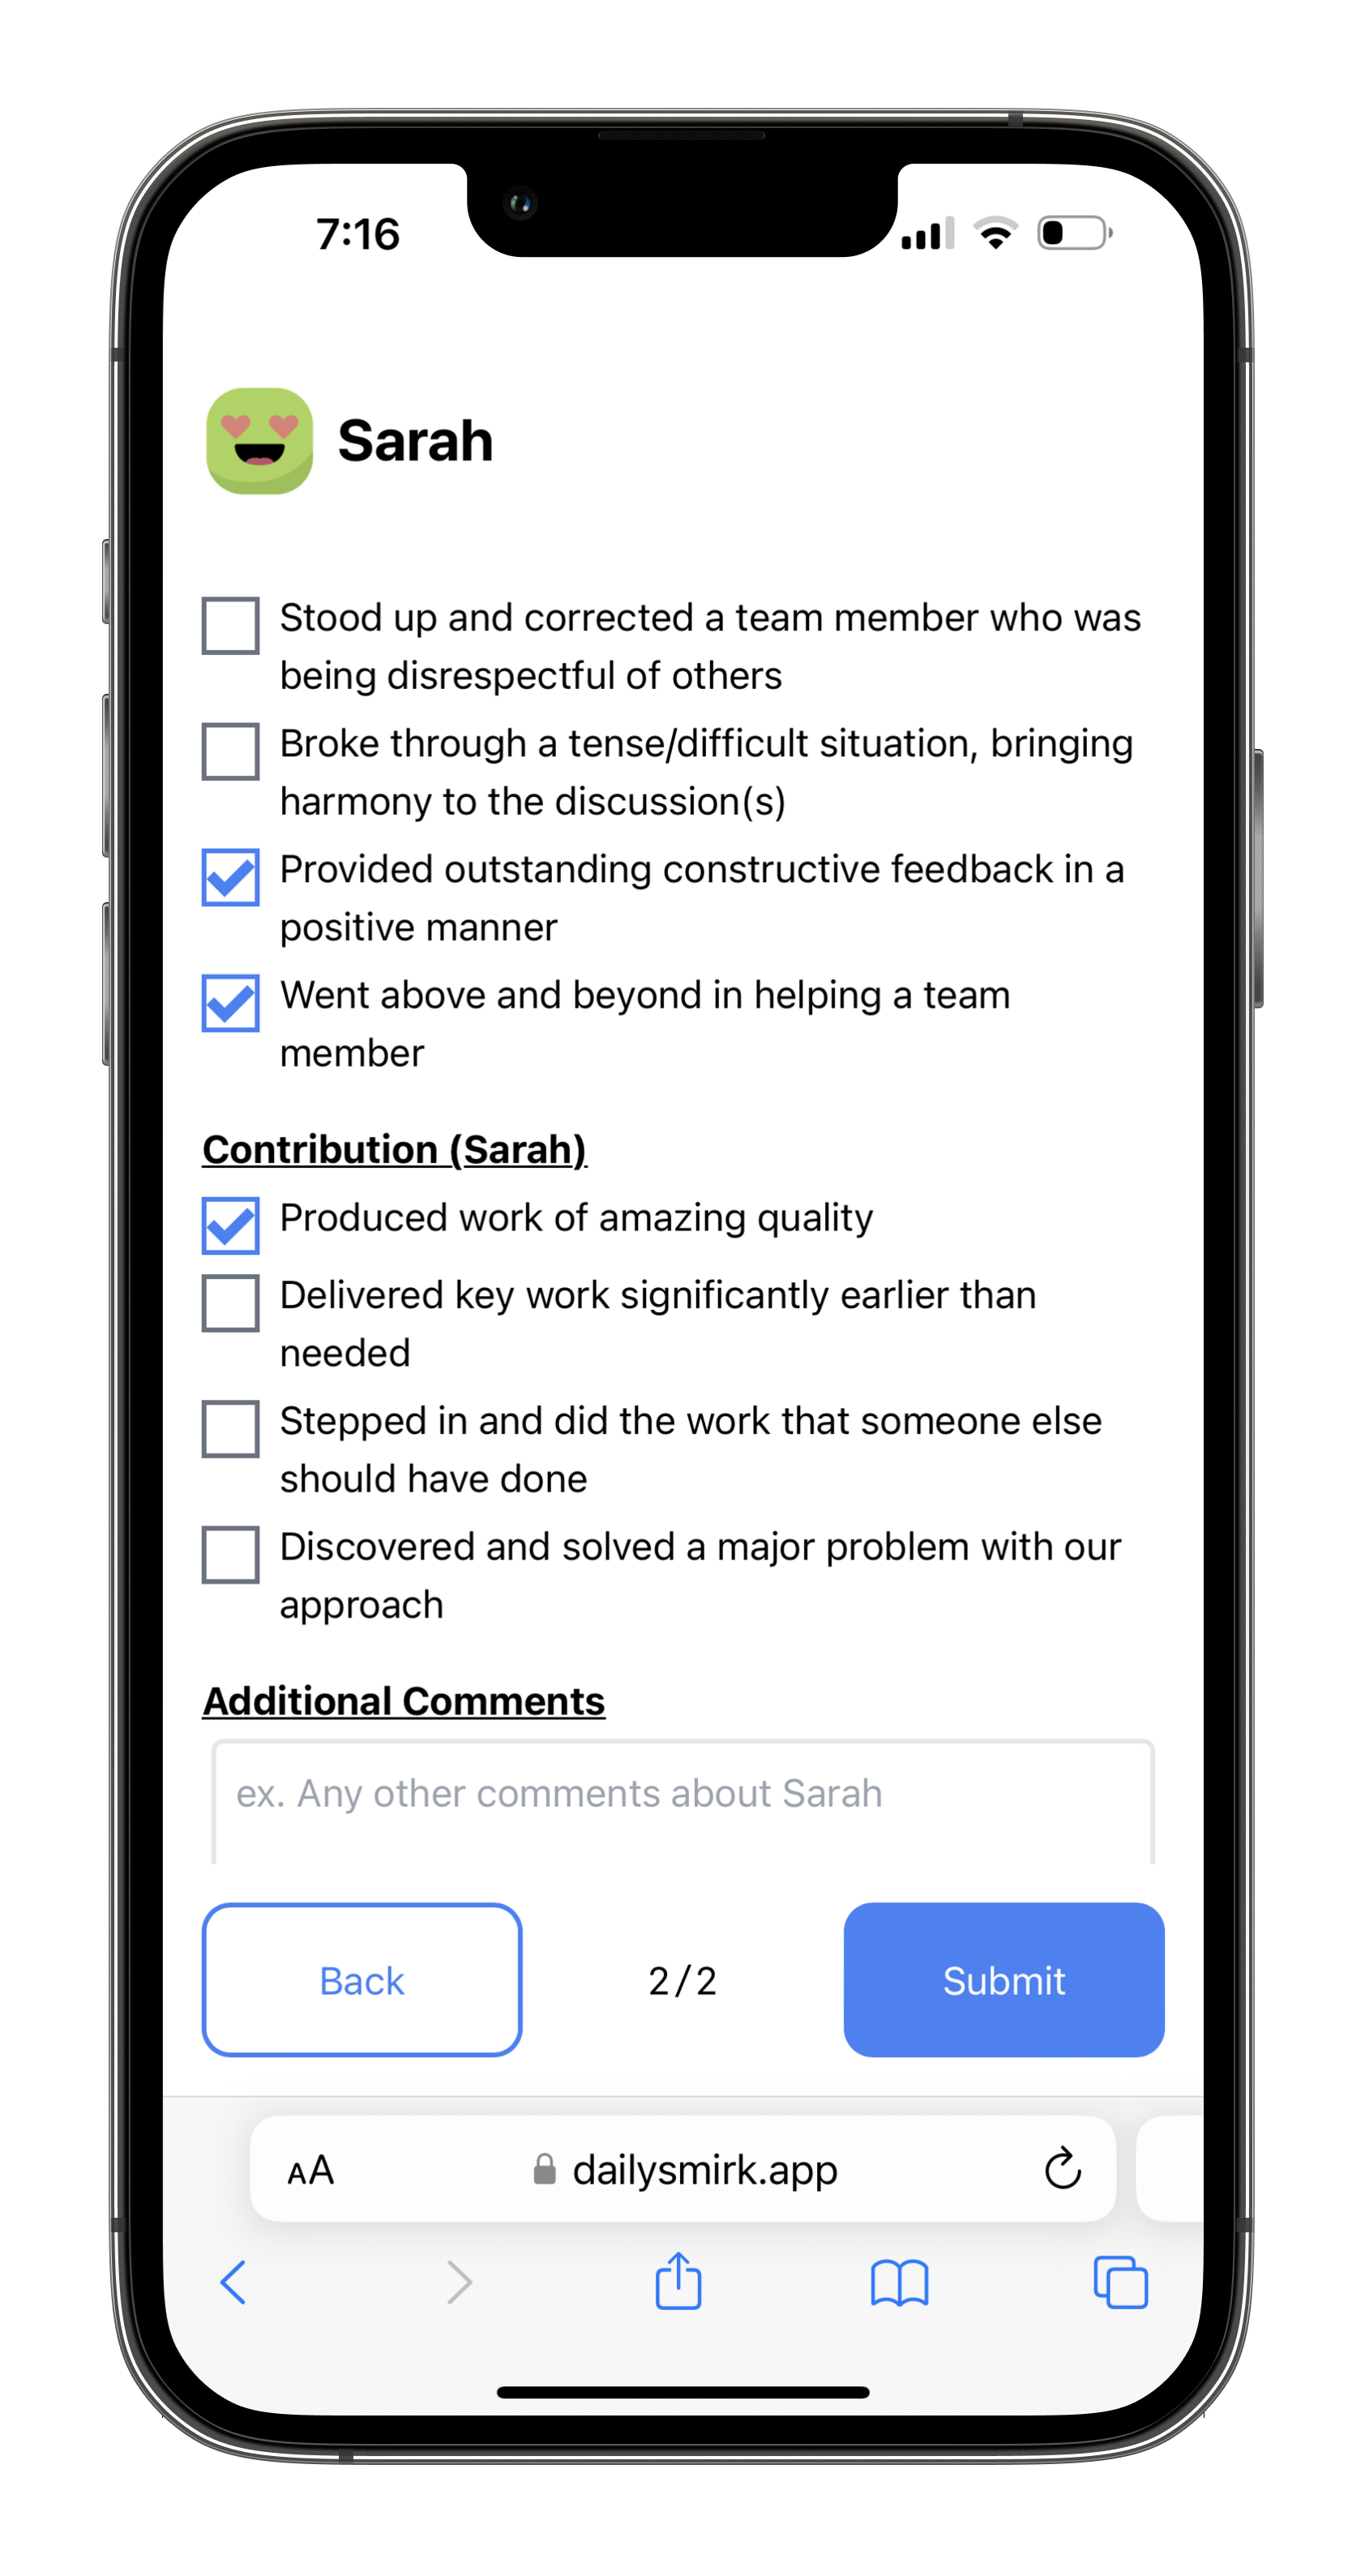 7:16
Sarah
Stood up and corrected a team member who was
being disrespectful of others
Broke through a tense/difficult situation, bringing
harmony to the discussion(s)
Provided outstanding constructive feedback in a
positive manner
Went above and beyond in helping a team
member
Contribution (Sarah)
Produced work of amazing quality
Delivered key work significantly earlier than
needed
Stepped in and did the work that someone else
should have done
Discovered and solved a major problem with our
approach
Additional Comments
ex. Any other comments about Sarah
Back
2/2
Submit
AA
dailysmirk.app